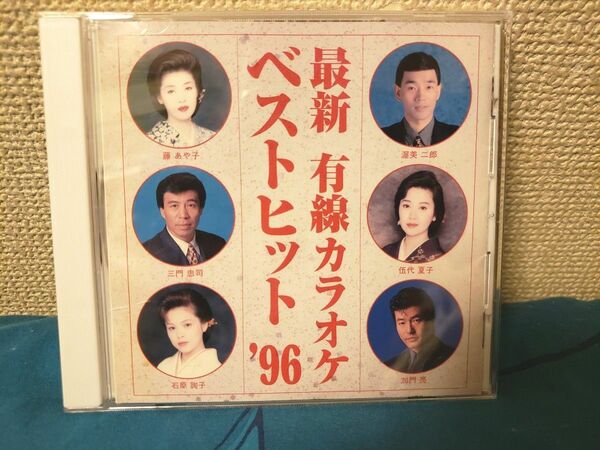 最新 有線カラオケ
ベストヒット '96
藤 あや子
三門 忠司
石原 詢子
渥美 二郎
伍代 夏子
加門 亮